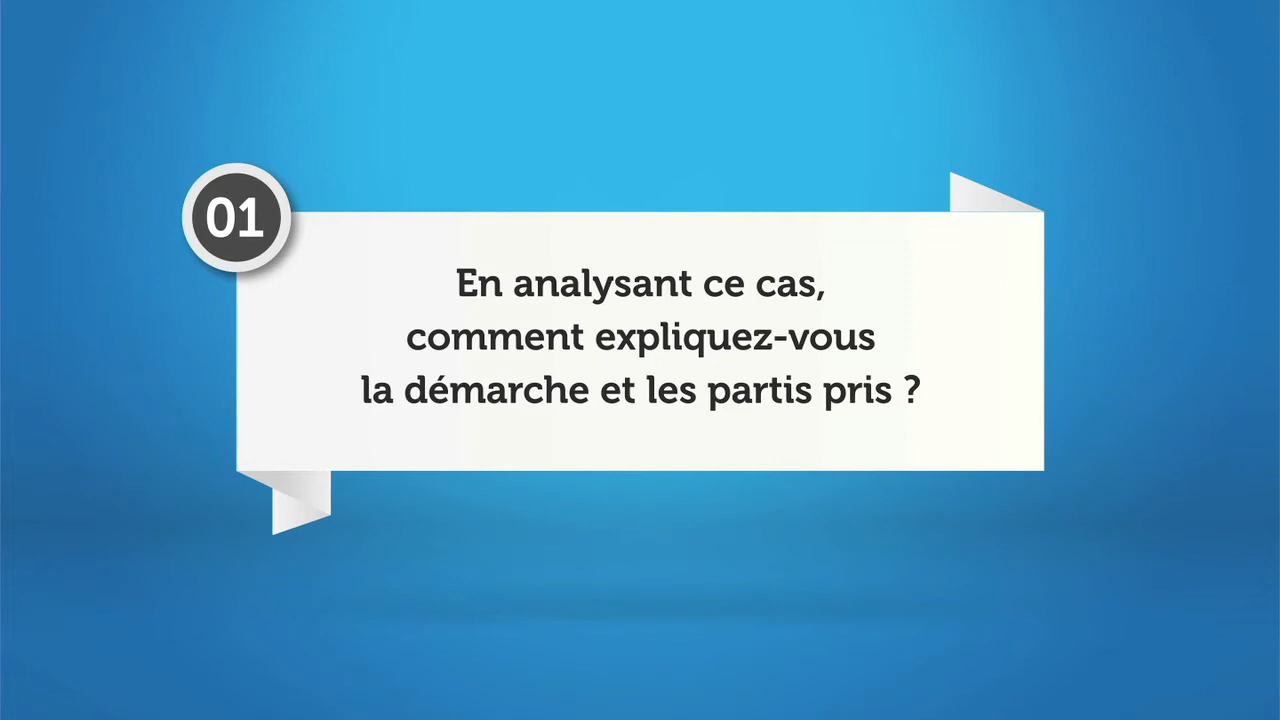 01
En analysant ce cas,
comment expliquez-vous
la démarche et les partis pris ?